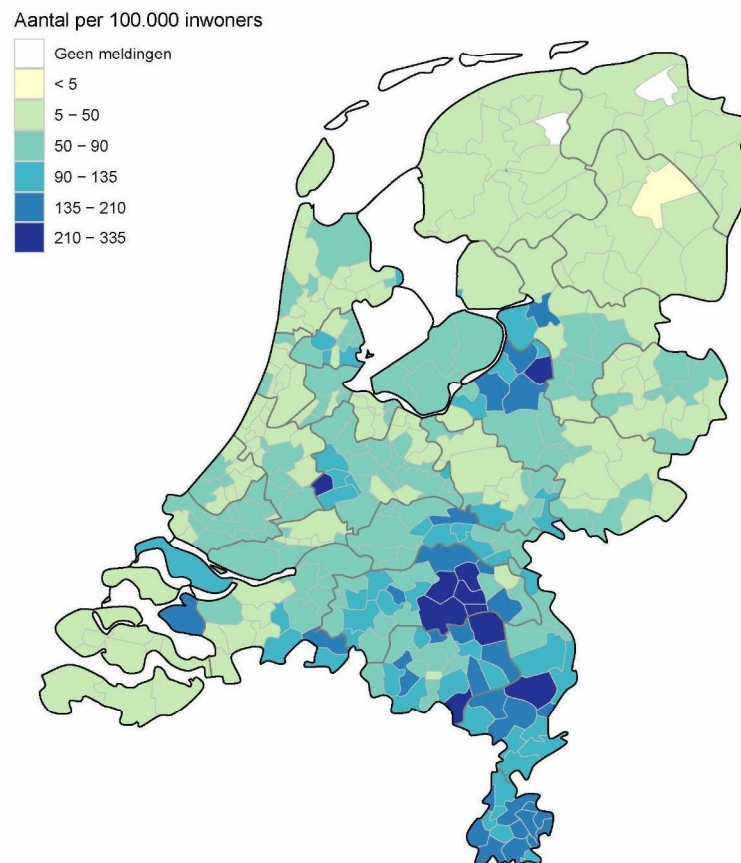 Aantal per 100.000 inwoners
Geen meldingen
< 5
5 − 50
50 − 90
90 − 135
135 − 210
210 − 335